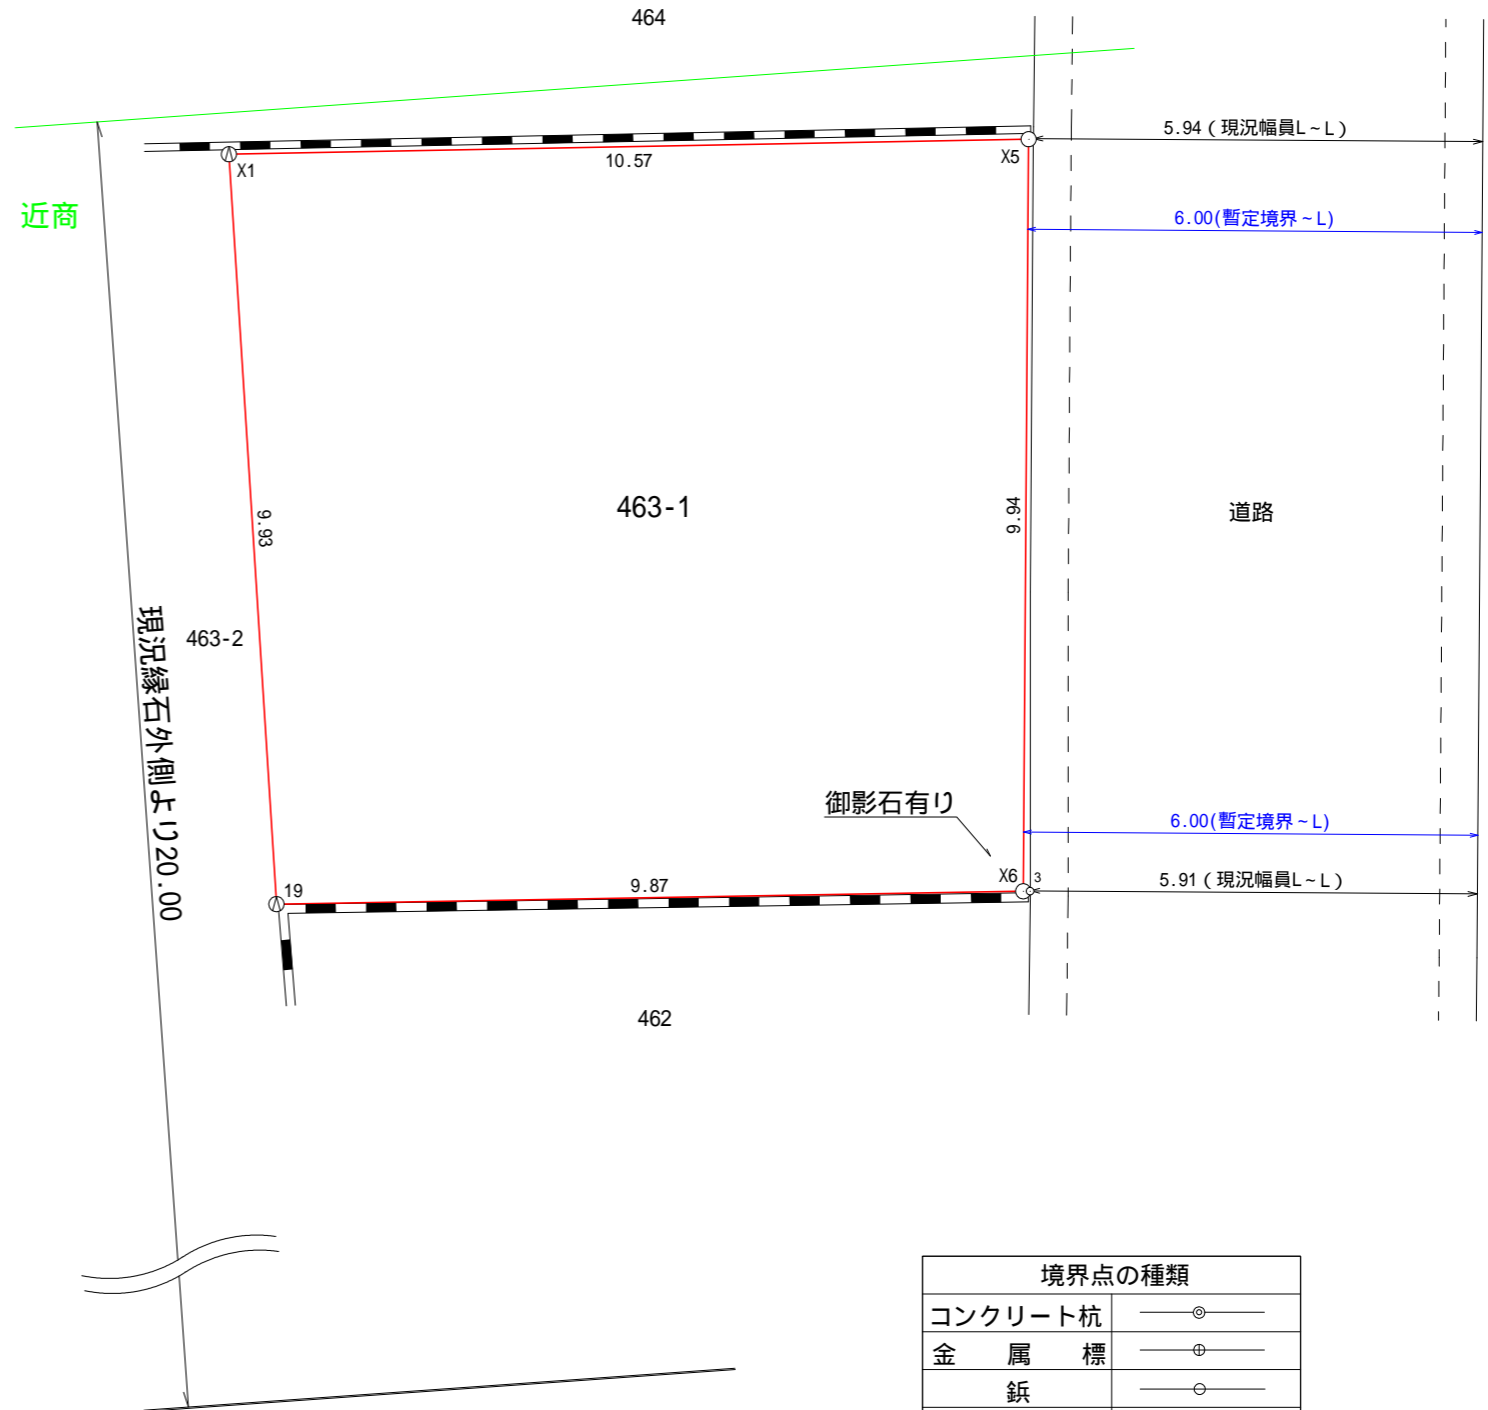 464
5.94 (現況幅員L~L)
X1
10.57
X5
近商
6.00(暫定境界~L)
463-1
9.93
9.94
道路
463-2
現況縁石外側より20.00
御影石有り
6.00(暫定境界~L)
19
9.87
X6
3
5.91 (現況幅員L~L)
462
境界点の種類
コンクリート杭
金 属 標
鋲